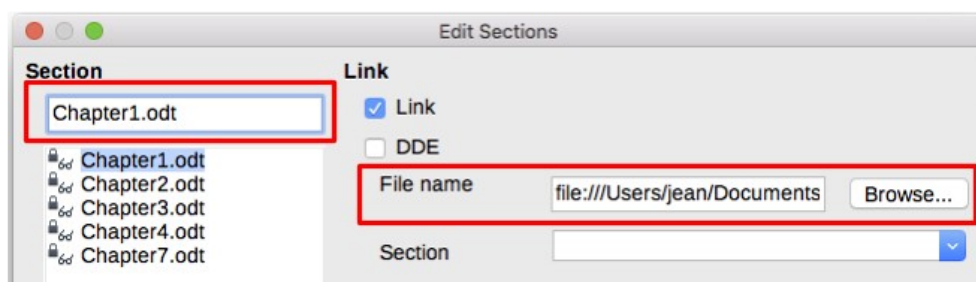 Edit Sections
Section
Link
Chapter1.odt
Link
DDE
Chapter1.odt
Chapter2.odt
Chapter3.odt
Chapter4.odt
Chapter7.odt
File name
file:///Users/jean/Documents
Browse...
Section